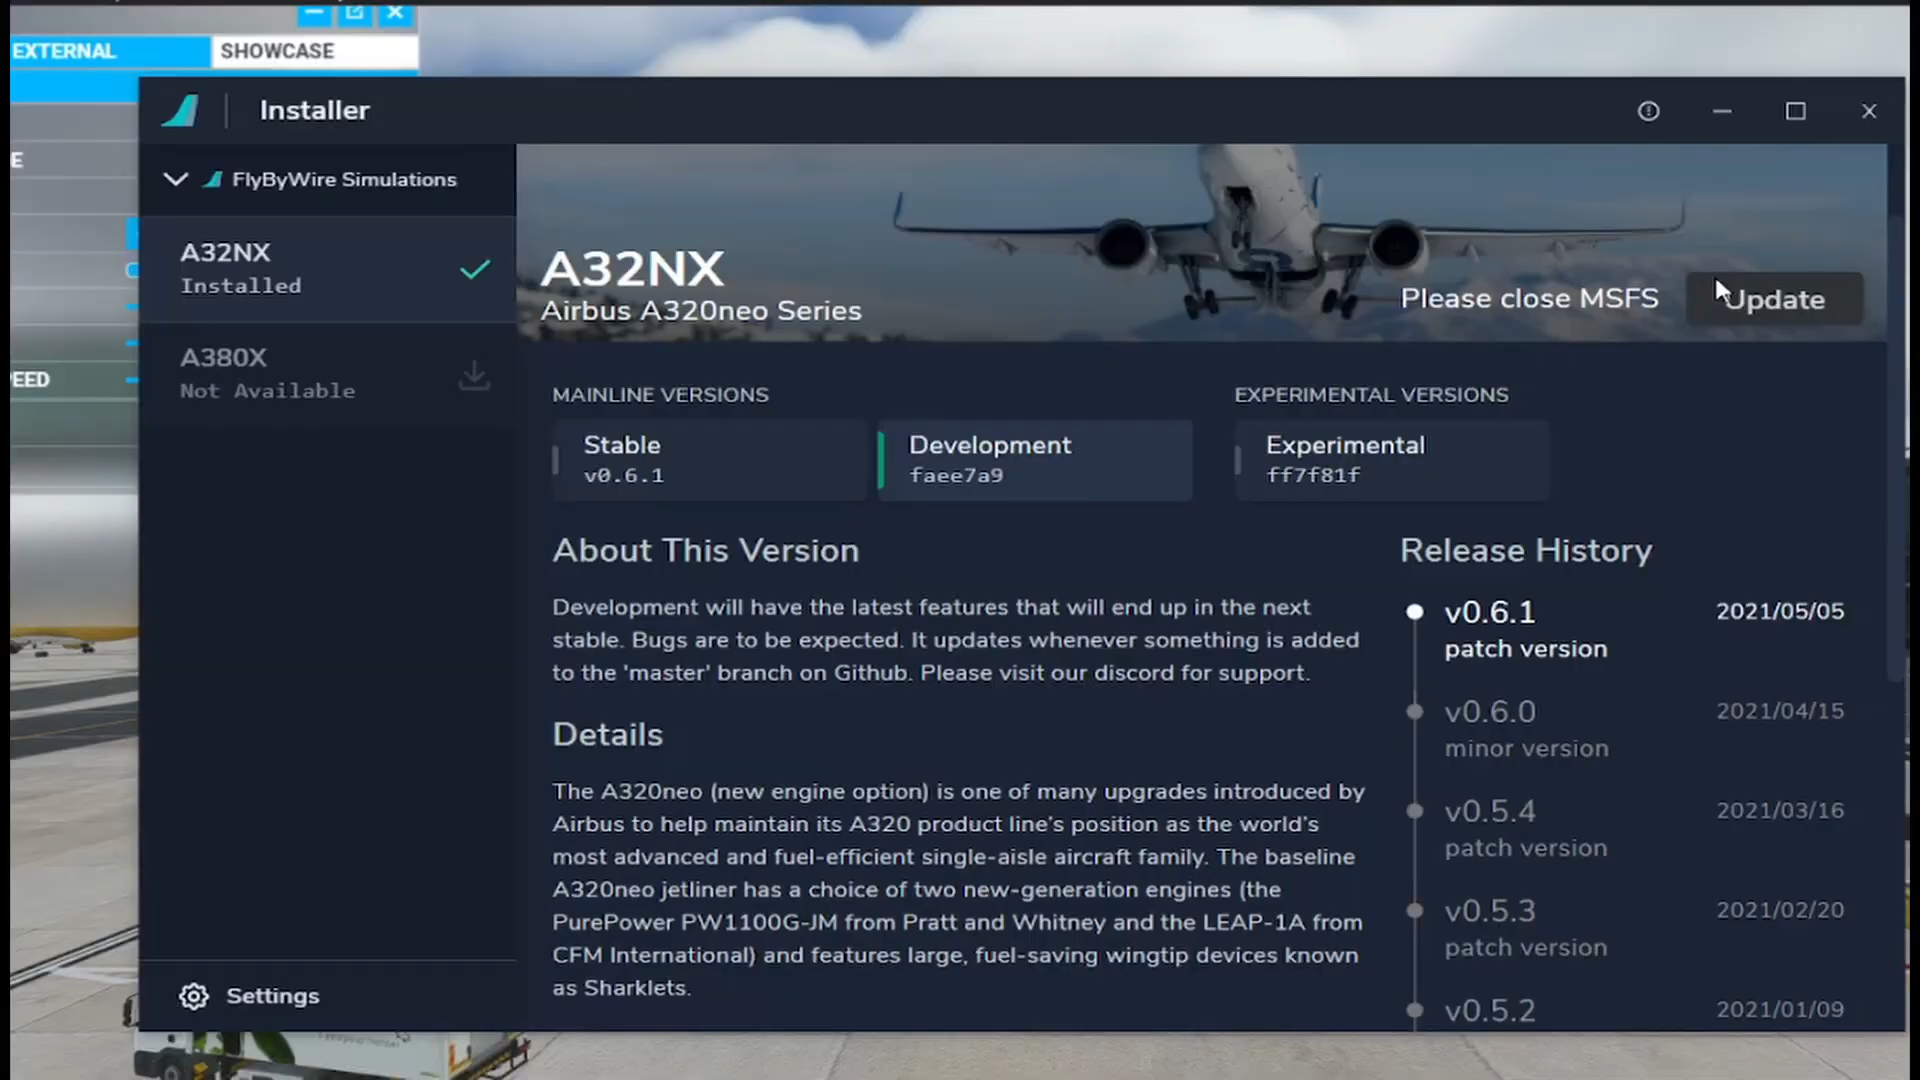 EXTERNAL
SHOWCASE
Installer
FlyByWire Simulations
A32NX
Installed
A380X
Not Available
E
EED
Settings
A32NX
Airbus A320neo Series
Please close MSFS
Update
MAINLINE VERSIONS
EXPERIMENTAL VERSIONS
Stable
v0.6.1
Development
faee7a9
Experimental
ff7f81f
About This Version
Development will have the latest features that will end up in the next
stable. Bugs are to be expected. It updates whenever something is added
to the 'master' branch on Github. Please visit our discord for support.
Details
The A320neo (new engine option) is one of many upgrades introduced by
Airbus to help maintain its A320 product line's position as the world's
most advanced and fuel-efficient single-aisle aircraft family. The baseline
A320neo jetliner has a choice of two new-generation engines (the
PurePower PW1100G-JM from Pratt and Whitney and the LEAP-1A from
CFM International) and features large, fuel-saving wingtip devices known
as Sharklets.
Release History
v0.6.1 2021/05/05
patch version
v0.6.0 2021/04/15
minor version
v0.5.4 2021/03/16
patch version
v0.5.3 2021/02/20
patch version
v0.5.2 2021/01/09